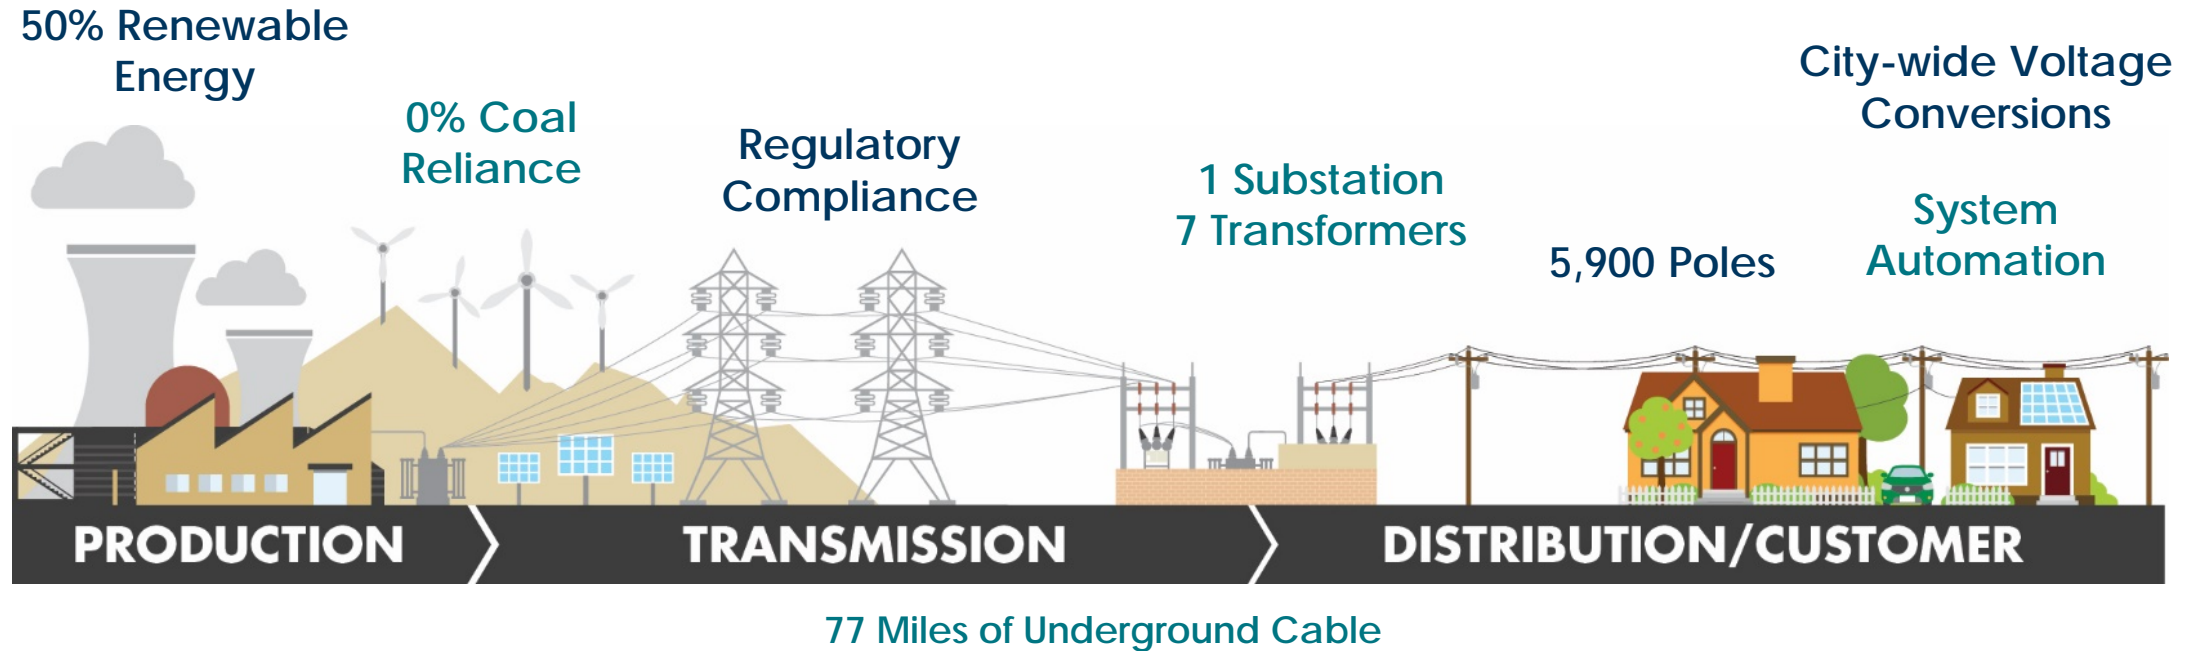 50% Renewable
Energy
0% Coal
Reliance
Regulatory
Compliance
1 Substation
7 Transformers
5,900 Poles
City-wide Voltage
Conversions
System
Automation
PRODUCTION
TRANSMISSION
DISTRIBUTION/CUSTOMER
77 Miles of Underground Cable